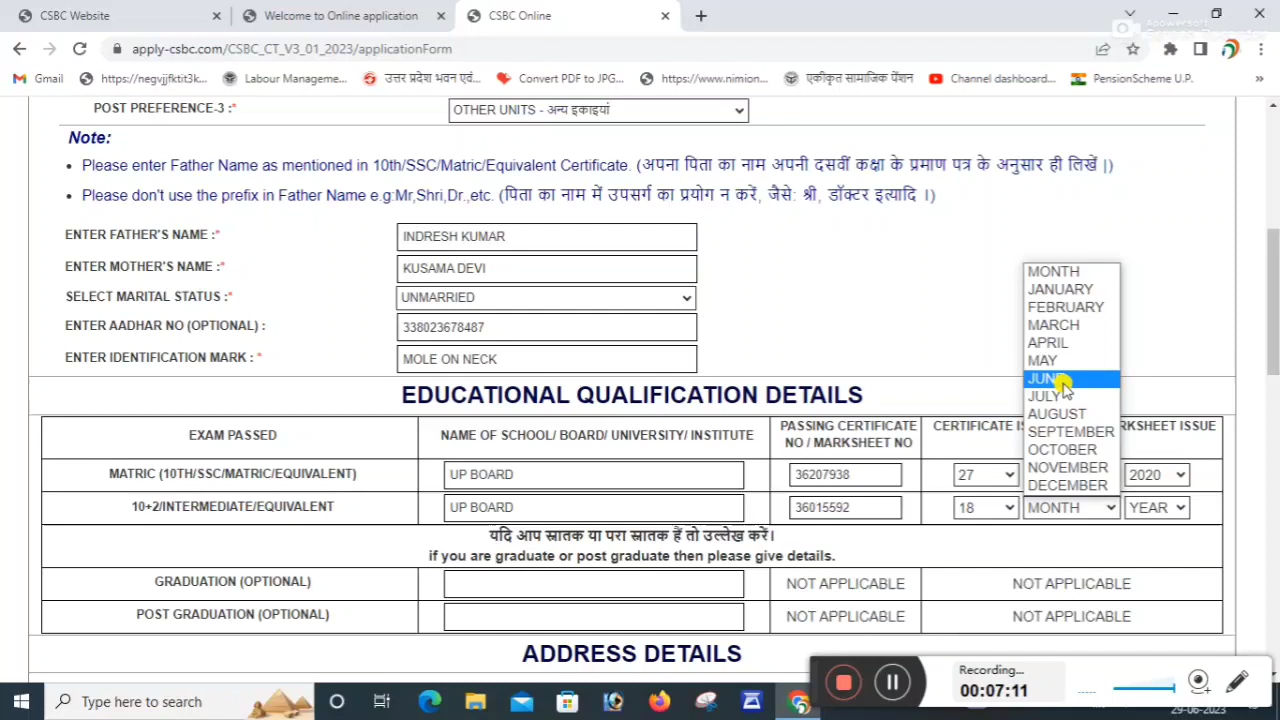 CSBC Website
Welcome to Online application
CSBC Online
apply-csbc.com/CSBC_CT_V3_01_2023/applicationForm
Gmail
https://negvjjfktit3k...
Labour Manageme...
उत्तर प्रदेश भवन एवं...
Convert PDF to JPG...
https://www.nimion...
एकीकृत सामाजिक पेंशन
Channel dashboard...
PensionScheme U.P.
POST PREFERENCE-3 :*
OTHER UNITS - अन्य इकाइयां
Note:
Please enter Father Name as mentioned in 10th/SSC/Matric/Equivalent Certificate. (अपना पिता का नाम अपनी दसवीं कक्षा के प्रमाण पत्र के अनुसार ही लिखें |)
Please don't use the prefix in Father Name e.g:Mr,Shri,Dr.,etc. (पिता का नाम में उपसर्ग का प्रयोग न करें, जैसे: श्री, डॉक्टर इत्यादि ।)
ENTER FATHER'S NAME :*
INDRESH KUMAR
ENTER MOTHER'S NAME :*
KUSAMA DEVI
SELECT MARITAL STATUS :*
UNMARRIED
ENTER AADHAR NO (OPTIONAL) :
338023678487
ENTER IDENTIFICATION MARK : *
MOLE ON NECK
MONTH
JANUARY
FEBRUARY
MARCH
APRIL
MAY
JUNE
JULY
AUGUST
SEPTEMBER
OCTOBER
NOVEMBER
DECEMBER
EDUCATIONAL QUALIFICATION DETAILS
EXAM PASSED
NAME OF SCHOOL/ BOARD/ UNIVERSITY/ INSTITUTE
PASSING CERTIFICATE
NO / MARKSHEET NO
CERTIFICATE
ISSUE
MATRIC (10TH/SSC/MATRIC/EQUIVALENT)
UP BOARD
36207938
27
2020
10+2/INTERMEDIATE/EQUIVALENT
UP BOARD
36015592
18
MONTH
YEAR
यदि आप स्नातक या परा स्नातक हैं तो उल्लेख करें।
if you are graduate or post graduate then please give details.
GRADUATION (OPTIONAL)
NOT APPLICABLE
NOT APPLICABLE
POST GRADUATION (OPTIONAL)
NOT APPLICABLE
NOT APPLICABLE
ADDRESS DETAILS
Recording...
00:07:11
Type here to search
29-06-2023